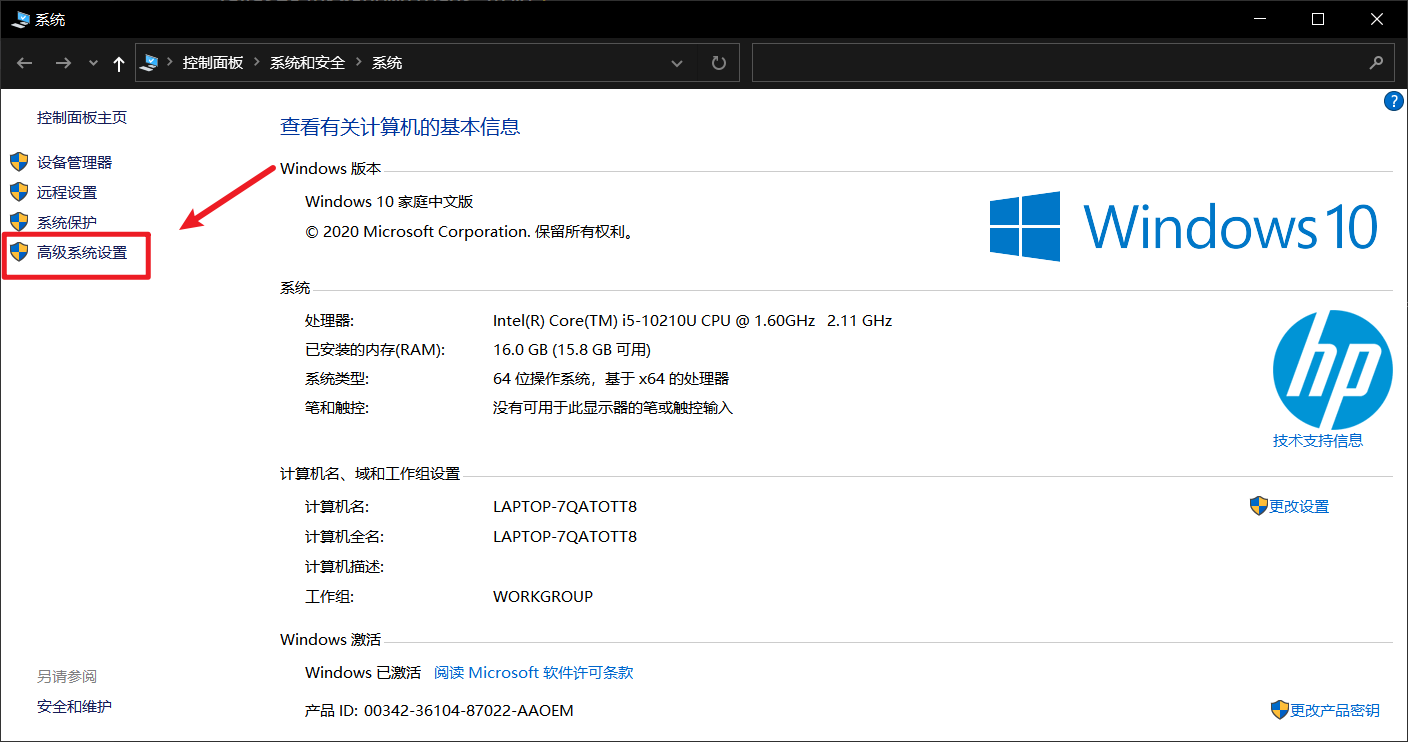 系统
控制面板 系统和安全 系统
控制面板主页
设备管理器
远程设置
系统保护
高级系统设置
另请参阅
安全和维护
?
查看有关计算机的基本信息
Windows 版本
Windows 10 家庭中文版
© 2020 Microsoft Corporation. 保留所有权利。
Windows 10
系统
处理器: Intel(R) Core(TM) i5-10210U CPU @ 1.60GHz 2.11 GHz
已安装的内存(RAM): 16.0 GB (15.8 GB 可用)
系统类型: 64 位操作系统，基于 x64 的处理器
笔和触控: 没有可用于此显示器的笔或触控输入
hp
技术支持信息
计算机名、域和工作组设置
计算机名: LAPTOP-7QATOTT8
更改设置
计算机全名: LAPTOP-7QATOTT8
计算机描述:
工作组: WORKGROUP
Windows 激活
Windows 已激活 阅读 Microsoft 软件许可条款
产品 ID: 00342-36104-87022-AAOEM
更改产品密钥